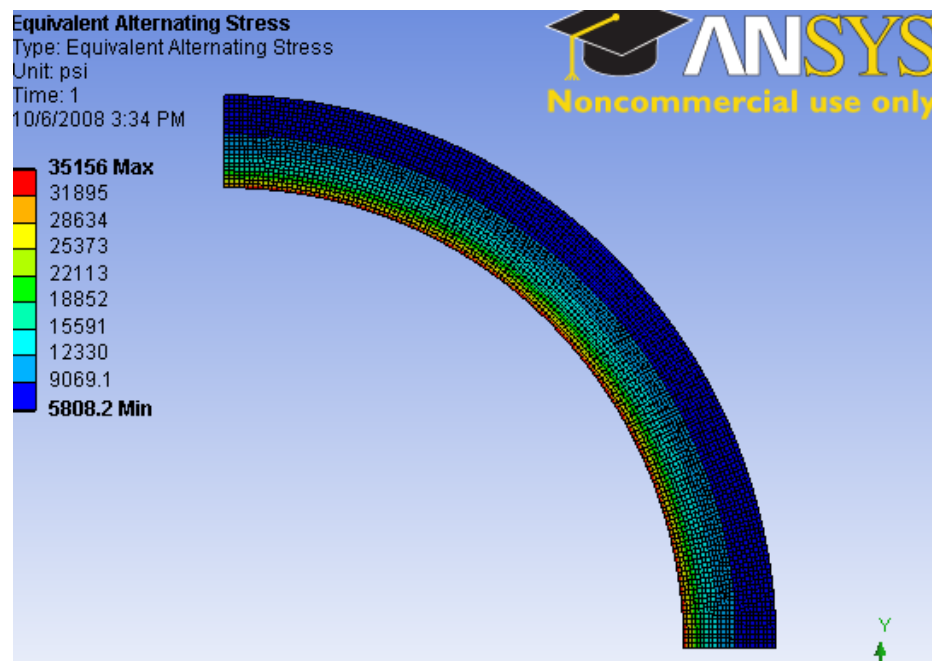 Equivalent Alternating Stress
Type: Equivalent Alternating Stress
Unit: psi
Time: 1
10/6/2008 3:34 PM
ANSYS
Noncommercial use only
35156 Max
31895
28634
25373
22113
18852
15591
12330
9069.1
5808.2 Min
Y